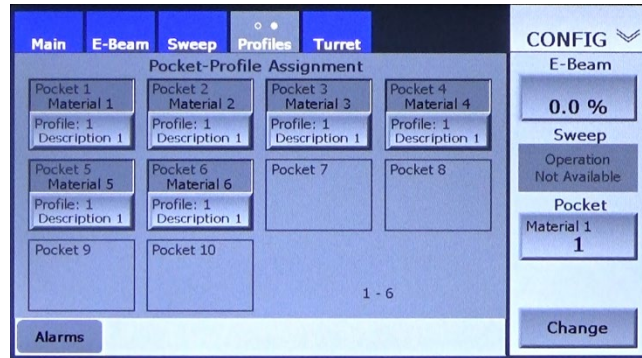 Main E-Beam Sweep Profiles Turret
CONFIG
Pocket-Profile Assignment
E-Beam
0.0 %
Sweep
Operation
Not Available
Pocket
Material 1
1
Change
Pocket 1 Pocket 2 Pocket 3 Pocket 4
Material 1 Material 2 Material 3 Material 4
Profile: 1 Profile: 1 Profile: 1 Profile: 1
Description 1 Description 1 Description 1 Description 1
Pocket 5 Pocket 6 Pocket 7 Pocket 8
Material 5 Material 6
Profile: 1 Profile: 1
Description 1 Description 1
Pocket 9 Pocket 10
1 - 6
Alarms